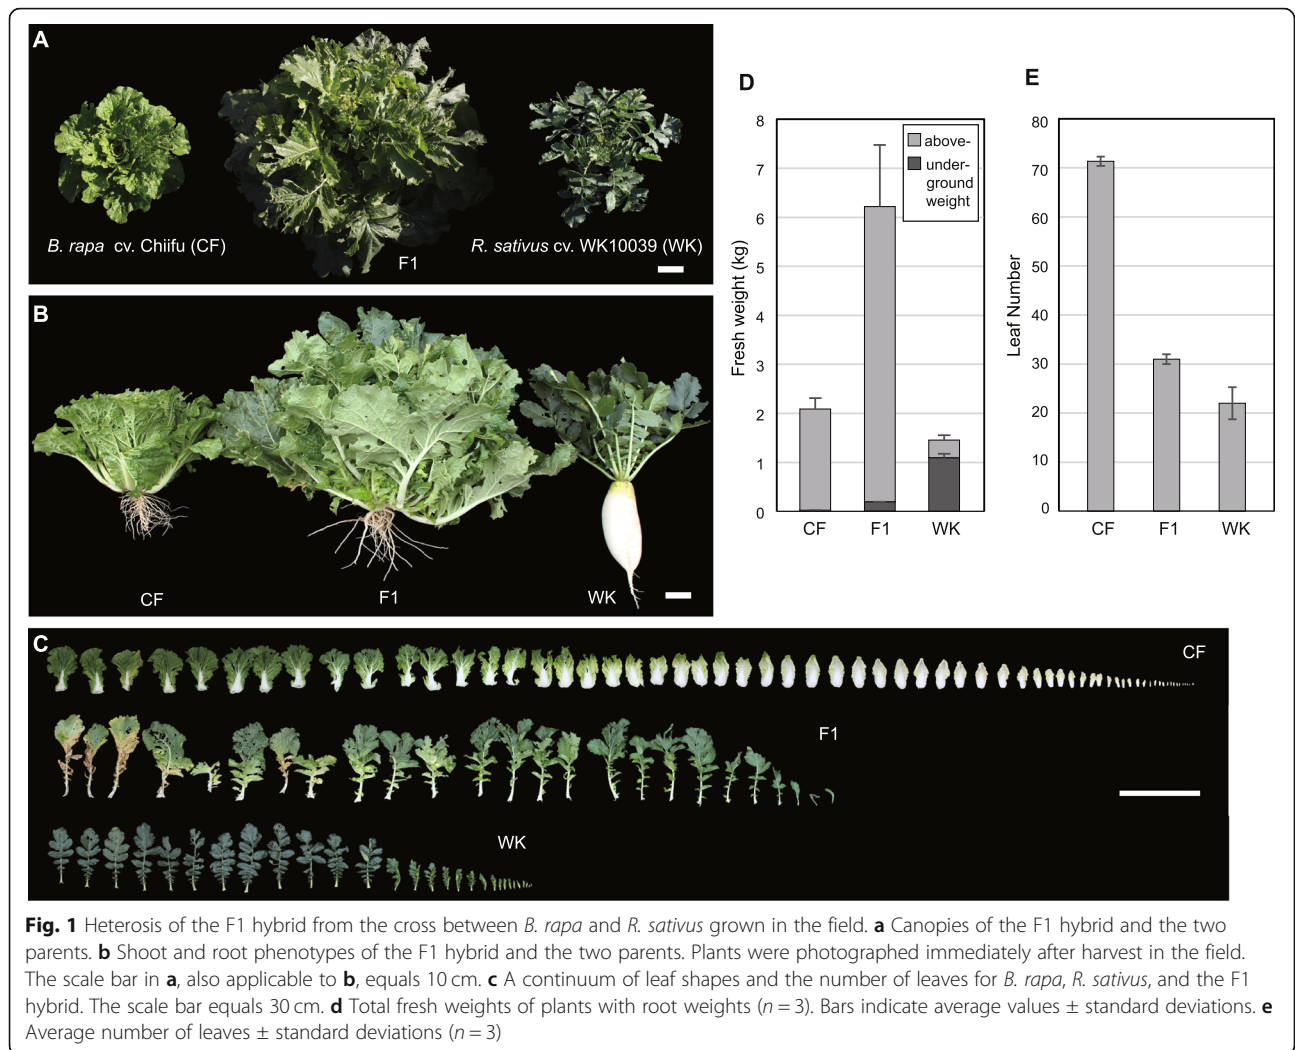 A
B. rapa cv. Chiifu (CF)
F1
R. sativus cv. WK10039 (WK)
B
CF
F1
WK
C
CF
F1
WK
D
Fresh weight (kg)
8
7
6
5
4
3
2
1
0
above-
under-
ground
weight
CF
F1
WK
E
Leaf Number
80
70
60
50
40
30
20
10
0
CF
F1
WK
Fig. 1 Heterosis of the F1 hybrid from the cross between B. rapa and R. sativus grown in the field. a Canopies of the F1 hybrid and the two
parents. b Shoot and root phenotypes of the F1 hybrid and the two parents. Plants were photographed immediately after harvest in the field.
The scale bar in a, also applicable to b, equals 10 cm. c A continuum of leaf shapes and the number of leaves for B. rapa, R. sativus, and the F1
hybrid. The scale bar equals 30 cm. d Total fresh weights of plants with root weights (n = 3). Bars indicate average values ± standard deviations. e
Average number of leaves ± standard deviations (n = 3)